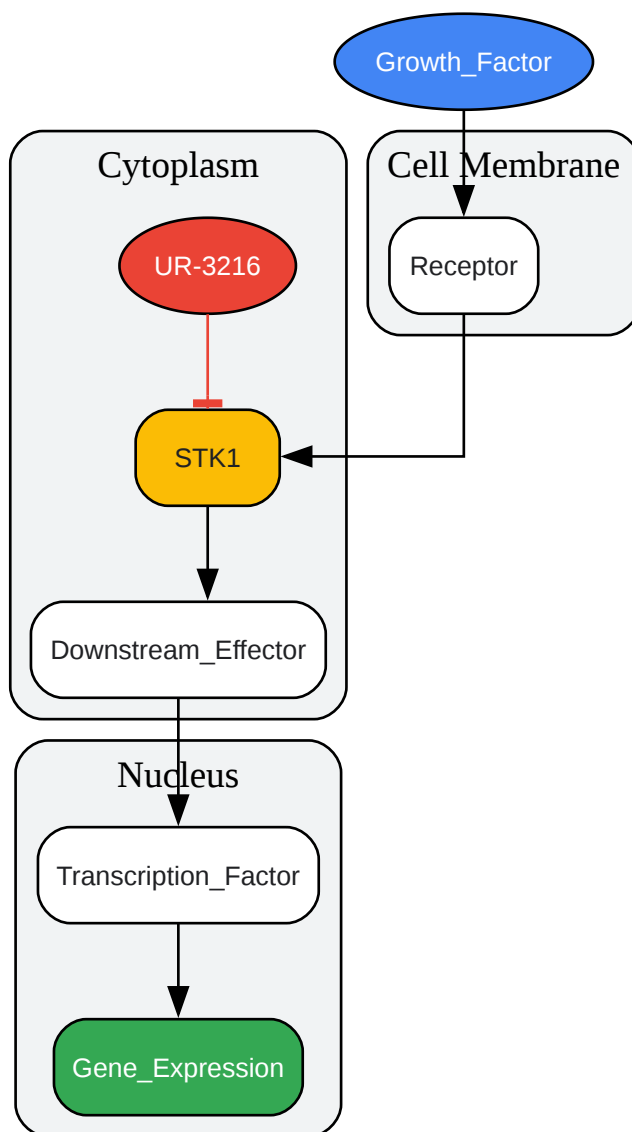 Growth_Factor
Cytoplasm
Cell Membrane
UR-3216
Receptor
STK1
Downstream_Effector
Nucleus
Transcription_Factor
Gene_Expression